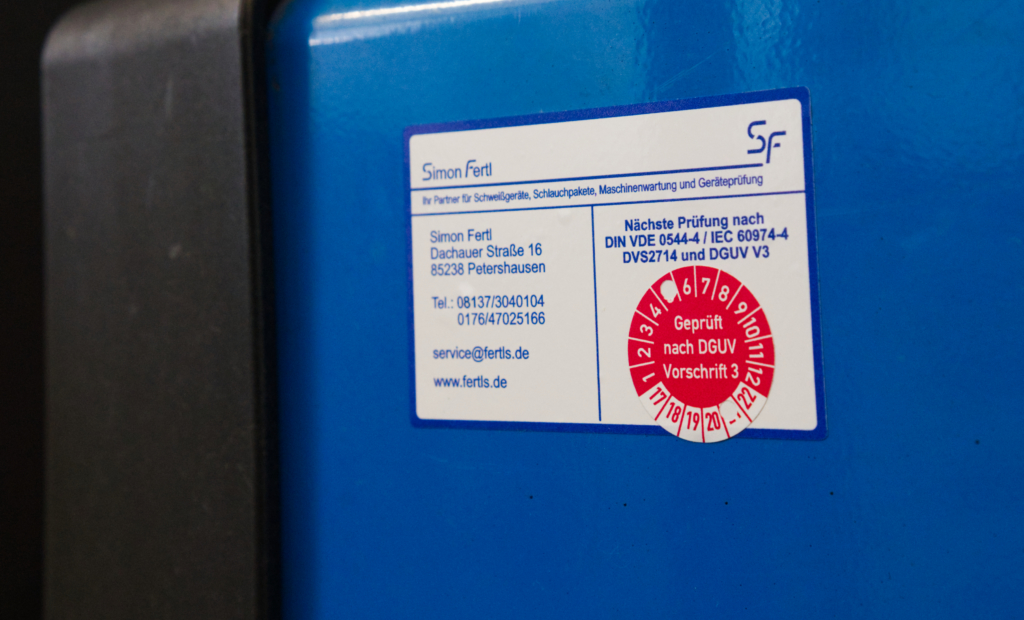 SF
Simon Fertl
Ihr Partner für Schweißgeräte, Schlauchpakete, Maschinenwartung und Geräteprüfung
Simon Fertl
Dachauer Straße 16
85238 Petershausen
Tel.: 08137/3040104
0176/47025166
service@fertls.de
www.fertls.de
Nächste Prüfung nach
DIN VDE 0544-4 / IEC 60974-4
DVS2714 und DGUV V3
1 2 3 4 6 7 8 9 10 11 12
Geprüft
nach DGUV
Vorschrift 3
17 18 19 20 22